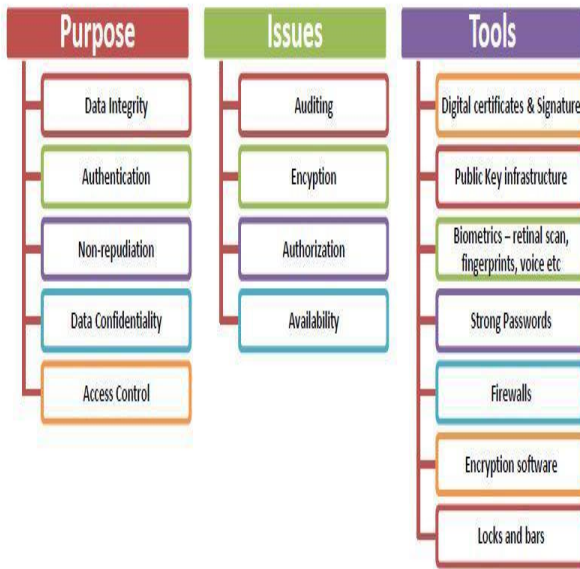 Purpose
Data Integrity
Authentication
Non-repudiation
Data Confidentiality
Access Control
Issues
Auditing
Encyption
Authorization
Availability
Tools
Digital certificates & Signature
Public Key infrastructure
Biometrics – retinal scan,
fingerprints, voice etc
Strong Passwords
Firewalls
Encryption software
Locks and bars